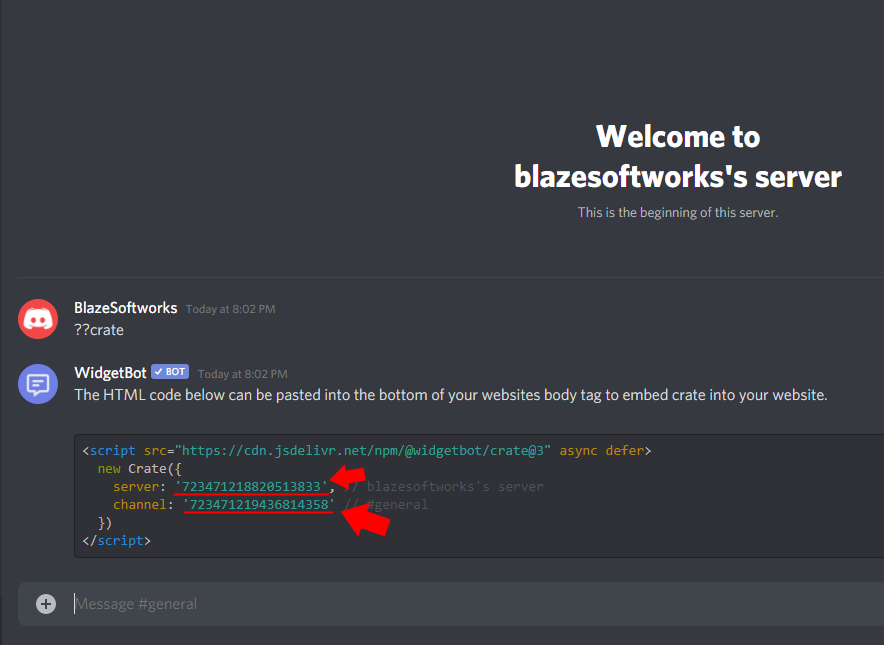 Welcome to
blazesoftworks's server
This is the beginning of this server.
BlazeSoftworks Today at 8:02 PM
??crate
WidgetBot ✓ BOT Today at 8:02 PM
The HTML code below can be pasted into the bottom of your websites body tag to embed crate into your website.
<script src="https://cdn.jsdelivr.net/npm/@widgetbot/crate@3" async defer>
new Crate({
server: '723471218820513833', // blazesoftworks's server
channel: '723471219436814358' // #general
})
</script>
Message #general